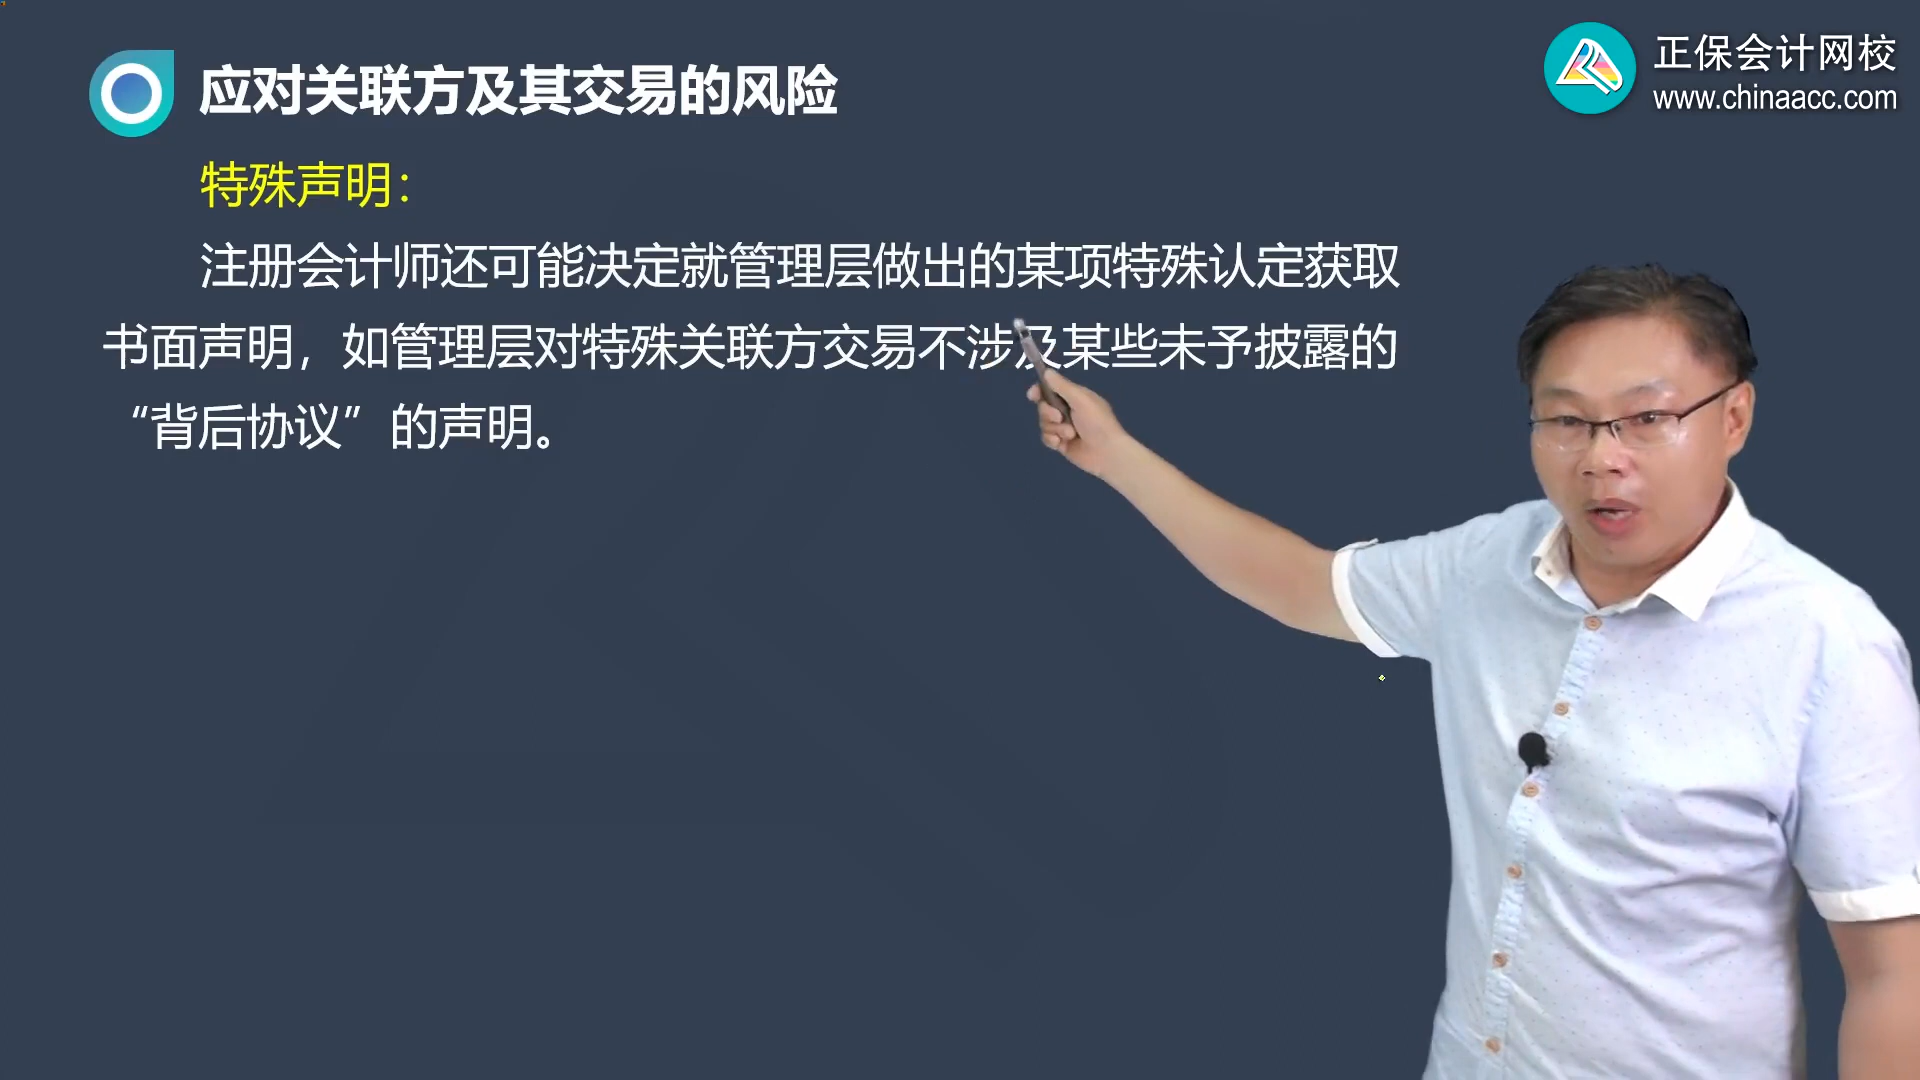 应对关联方及其交易的风险
正保会计网校
www.chinaacc.com
特殊声明：
注册会计师还可能决定就管理层做出的某项特殊认定获取
书面声明，如管理层对特殊关联方交易不涉及某些未予披露的
“背后协议”的声明。